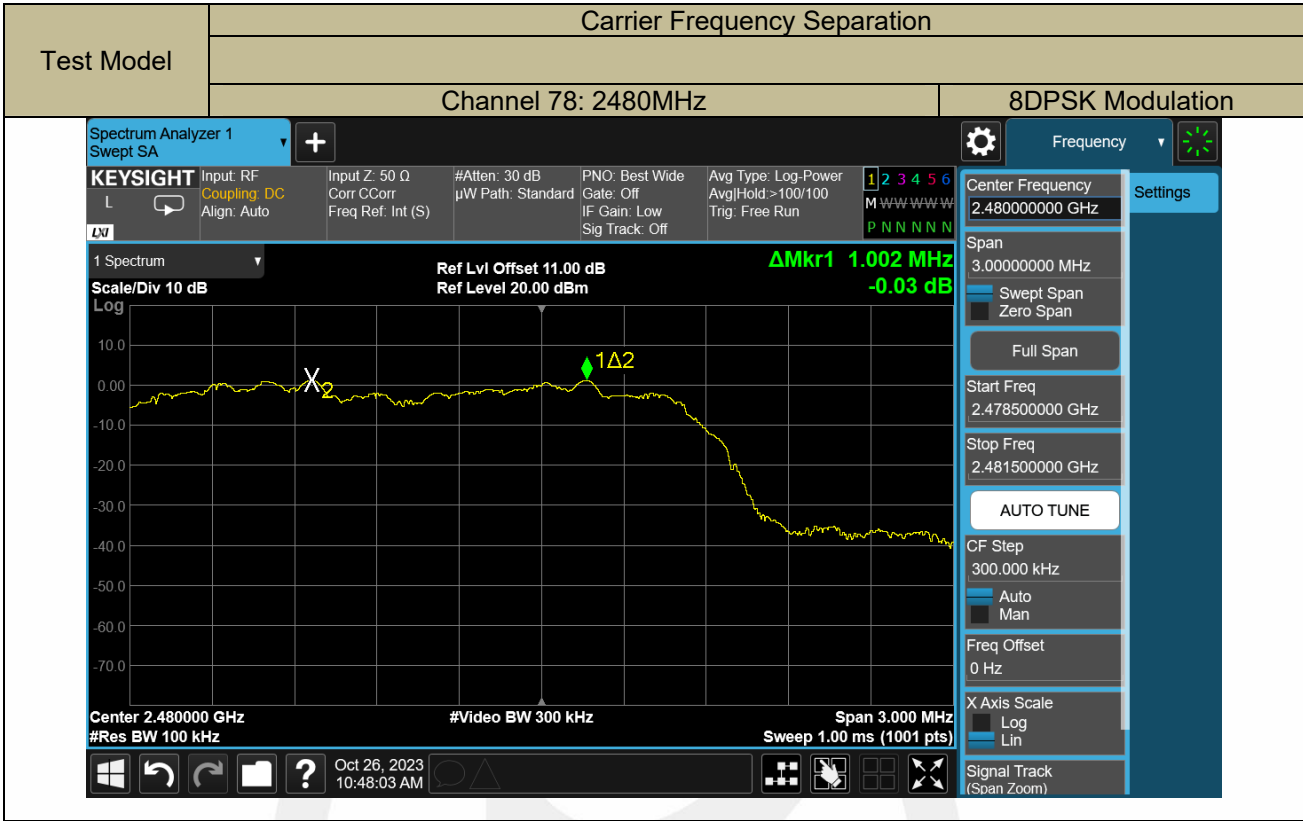 Test Model
Carrier Frequency Separation
Channel 78: 2480MHz
8DPSK Modulation
Spectrum Analyzer 1
Swept SA
+
Frequency
KEYSIGHT
L
LXI
Input: RF
Coupling: DC
Align: Auto
Input Z: 50 Ω
Corr CCorr
Freq Ref: Int (S)
#Atten: 30 dB
µW Path: Standard
PNO: Best Wide
Gate: Off
IF Gain: Low
Sig Track: Off
Avg Type: Log-Power
Avg|Hold:>100/100
Trig: Free Run
1 2 3 4 5 6
M W W W W W
P N N N N N
1 Spectrum
Scale/Div 10 dB
Ref Lvl Offset 11.00 dB
Ref Level 20.00 dBm
ΔMkr1 1.002 MHz
-0.03 dB
Log
10.0
0.00
-10.0
-20.0
-30.0
-40.0
-50.0
-60.0
-70.0
X2
1Δ2
Center 2.480000 GHz
#Res BW 100 kHz
#Video BW 300 kHz
Span 3.000 MHz
Sweep 1.00 ms (1001 pts)
Center Frequency
2.480000000 GHz
Span
3.00000000 MHz
Swept Span
Zero Span
Full Span
Start Freq
2.478500000 GHz
Stop Freq
2.481500000 GHz
AUTO TUNE
CF Step
300.000 kHz
Auto
Man
Freq Offset
0 Hz
X Axis Scale
Log
Lin
Signal Track
(Span Zoom)
Settings
?
Oct 26, 2023
10:48:03 AM